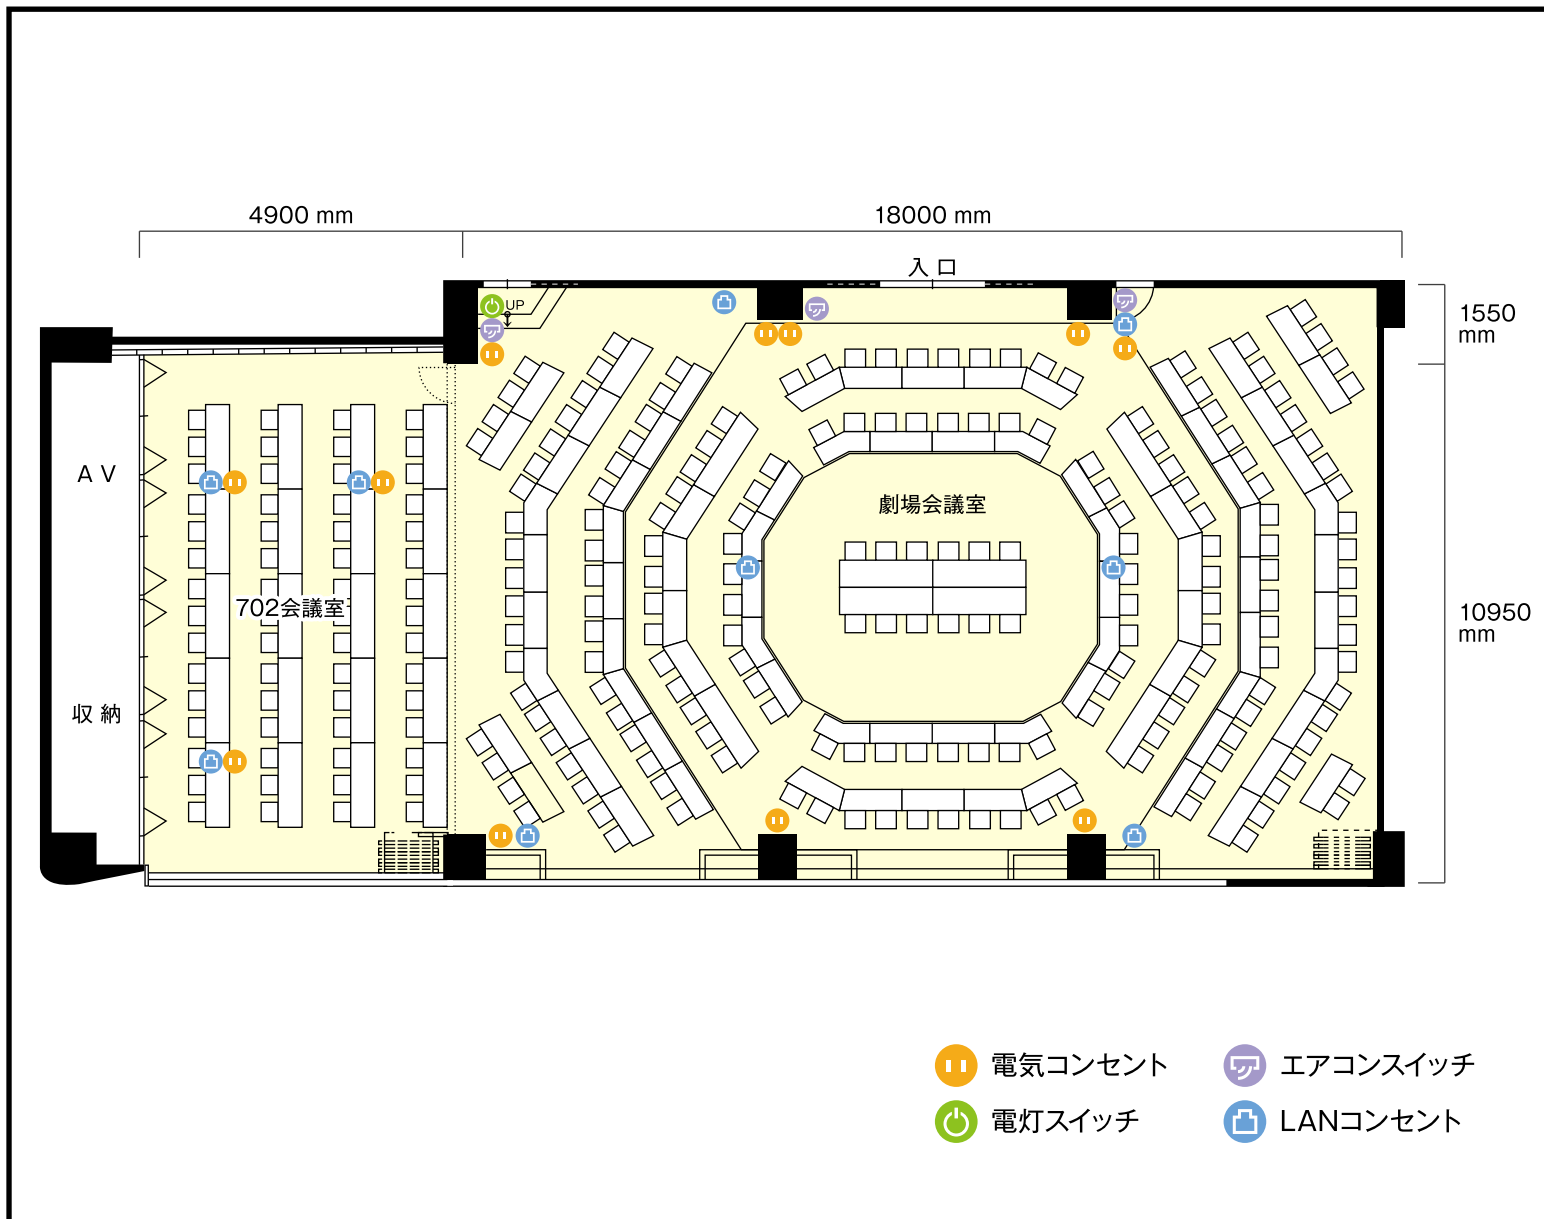 4900 mm
18000 mm
入 口
UP
1550
mm
A V
劇場会議室
702会議室
10950
mm
収 納
電気コンセント
エアコンスイッチ
電灯スイッチ
LANコンセント